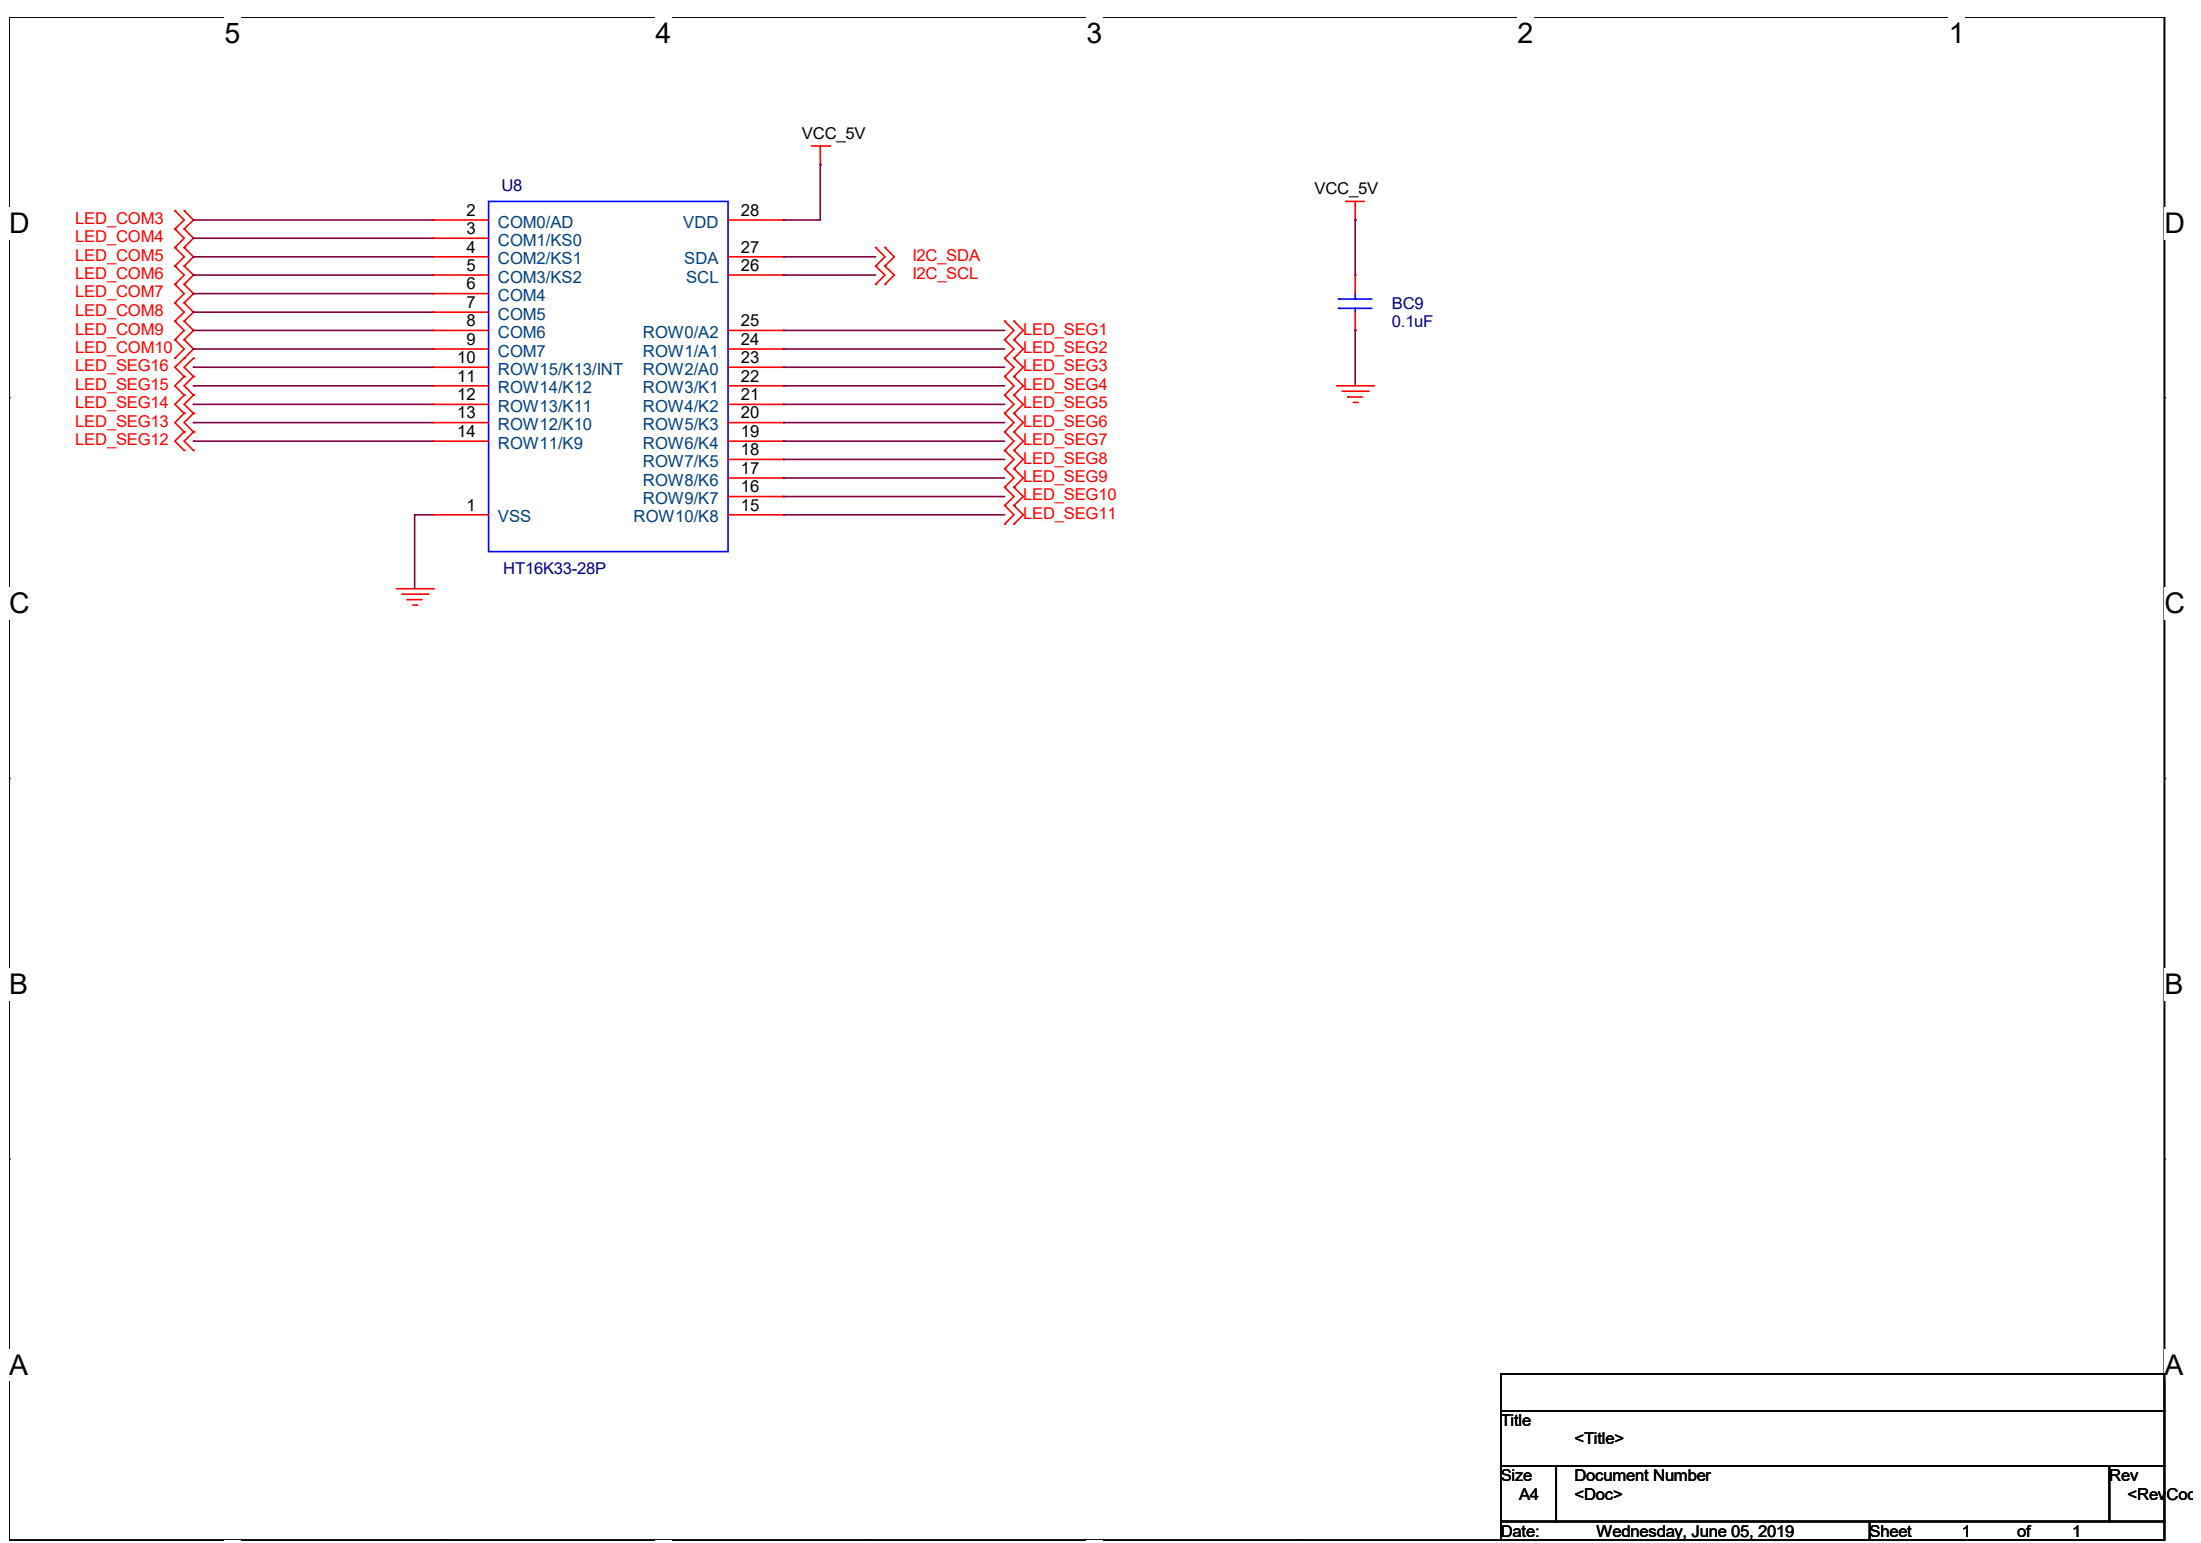 5 4 3 2 1
D D
C C
B B
A A
VCC_5V
U8
LED_COM3 2 COM0/AD
LED_COM4 3 COM1/KS0
LED_COM5 4 COM2/KS1
LED_COM6 5 COM3/KS2
LED_COM7 6 COM4
LED_COM8 7 COM5
LED_COM9 8 COM6
LED_COM10 9 COM7
LED_SEG16 10 ROW15/K13/INT
LED_SEG15 11 ROW14/K12
LED_SEG14 12 ROW13/K11
LED_SEG13 13 ROW12/K10
LED_SEG12 14 ROW11/K9
1 VSS
VDD 28
SDA 27 I2C_SDA
SCL 26 I2C_SCL
ROW0/A2 25 LED_SEG1
ROW1/A1 24 LED_SEG2
ROW2/A0 23 LED_SEG3
ROW3/K1 22 LED_SEG4
ROW4/K2 21 LED_SEG5
ROW5/K3 20 LED_SEG6
ROW6/K4 19 LED_SEG7
ROW7/K5 18 LED_SEG8
ROW8/K6 17 LED_SEG9
ROW9/K7 16 LED_SEG10
ROW10/K8 15 LED_SEG11
HT16K33-28P
VCC_5V
BC9
0.1uF
Title
<Title>
Size Document Number Rev
A4 <Doc> <RevCod
Date: Wednesday, June 05, 2019 Sheet 1 of 1